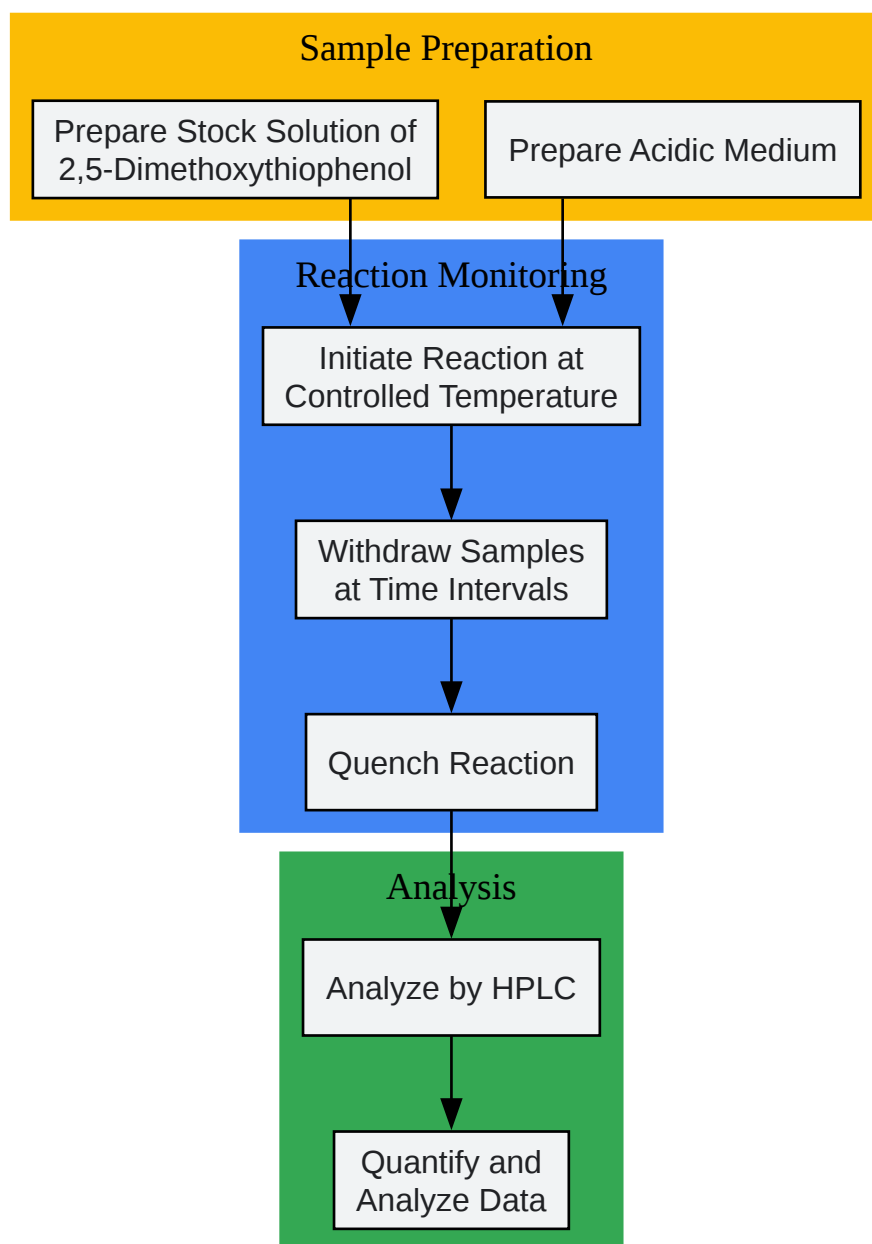 Sample Preparation
Prepare Stock Solution of
2,5-Dimethoxythiophenol
Prepare Acidic Medium
Reaction Monitoring
Initiate Reaction at
Controlled Temperature
Withdraw Samples
at Time Intervals
Quench Reaction
Analysis
Analyze by HPLC
Quantify and
Analyze Data